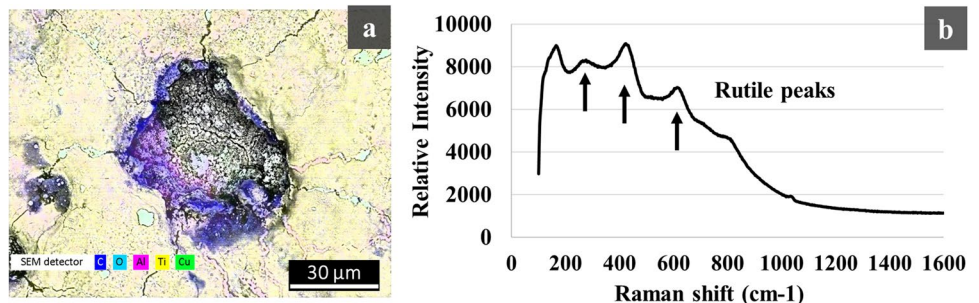 a
SEM detector C O Al Ti Cu
30 µm
b
Relative Intensity
10000
8000
6000
4000
2000
0
Rutile peaks
0 200 400 600 800 1000 1200 1400 1600
Raman shift (cm-1)